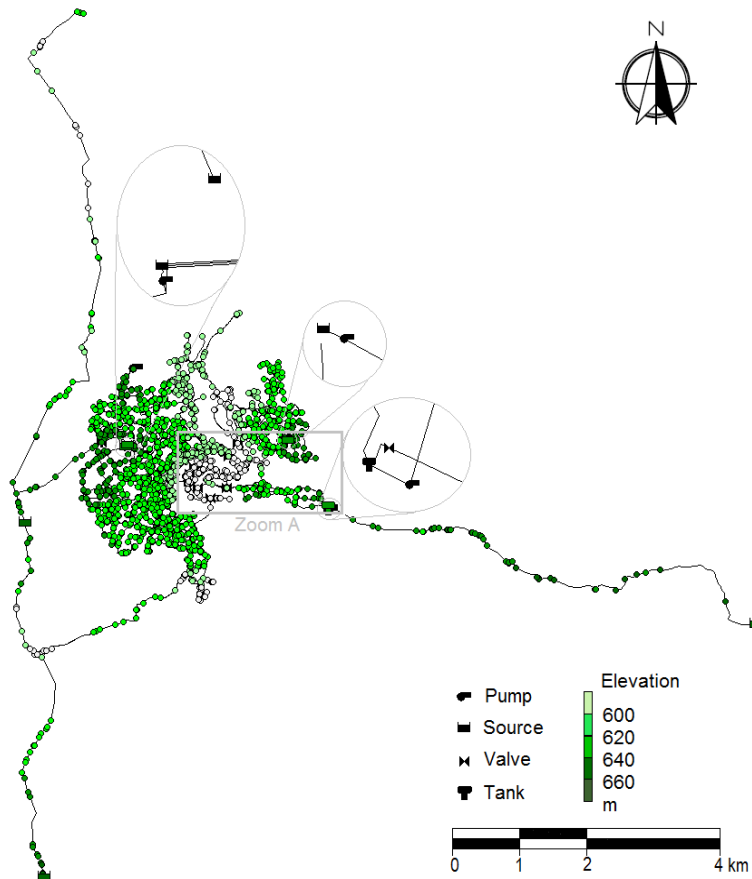 N
Zoom A
Pump
Source
Valve
Tank
Elevation
600
620
640
660
m
0 1 2 4 km